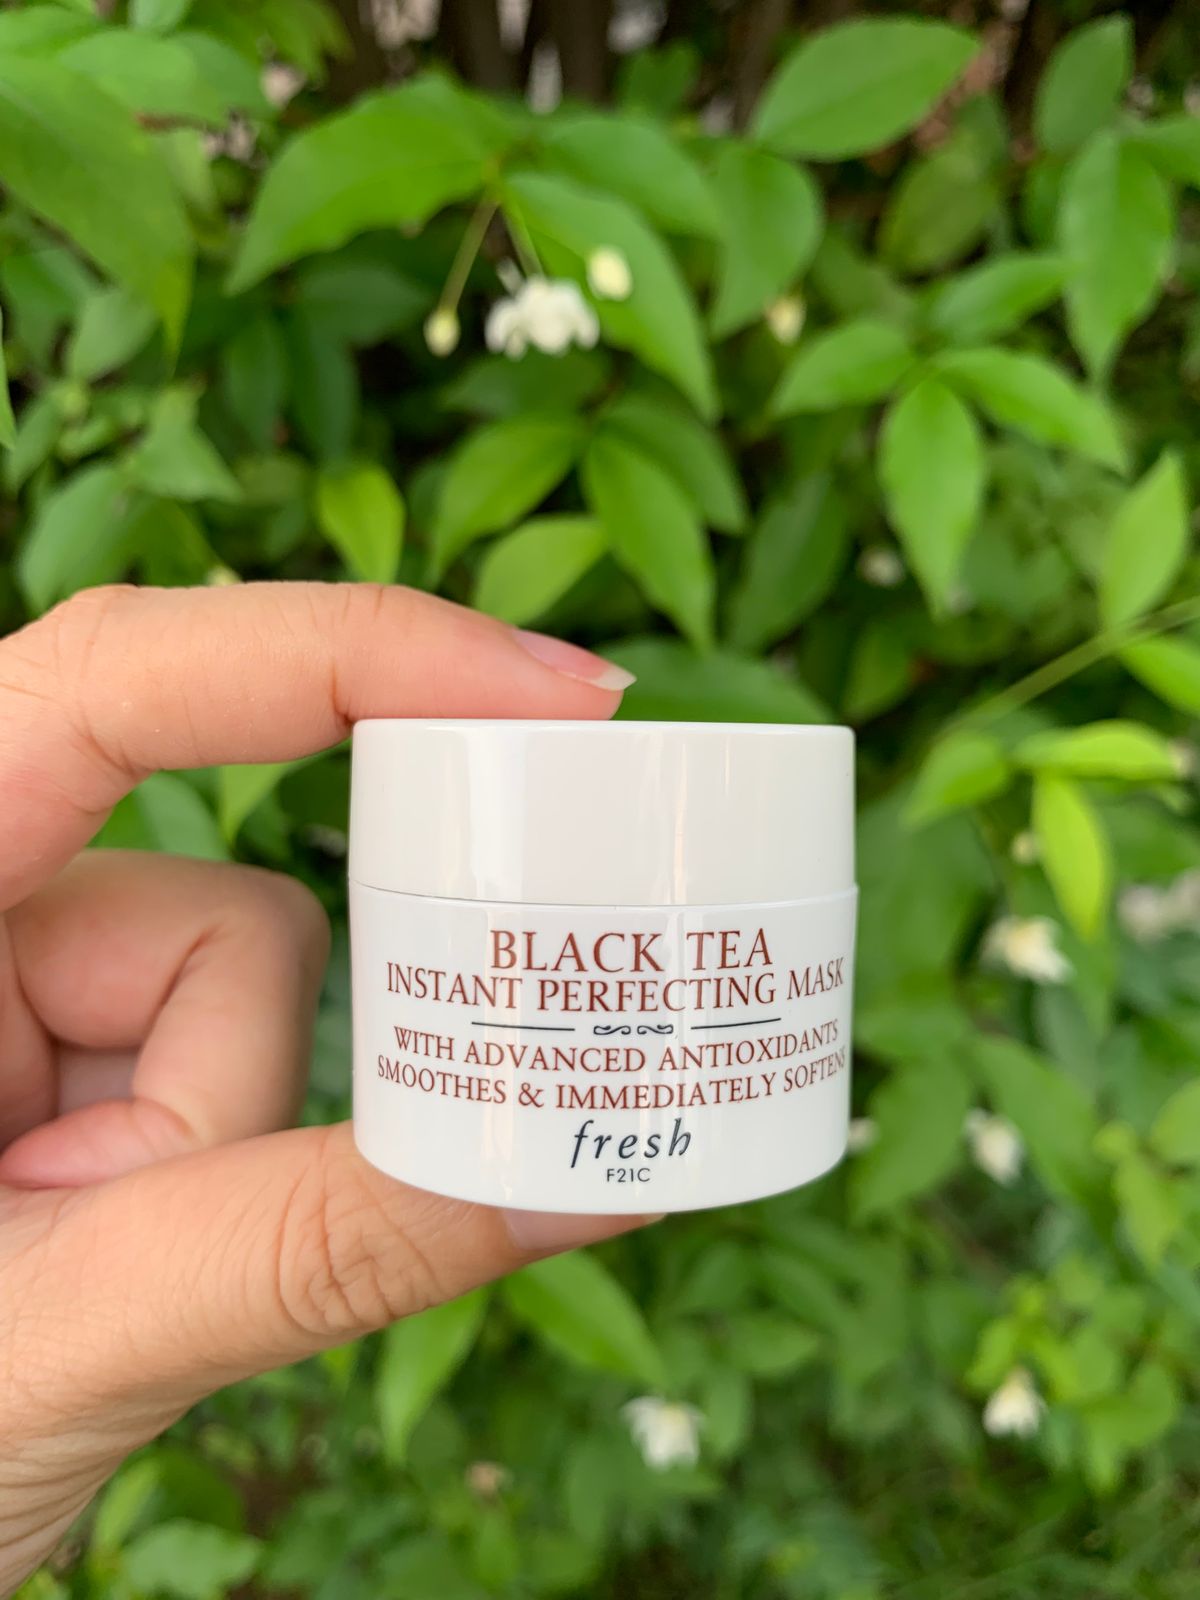 BLACK TEA
INSTANT PERFECTING MASK
WITH ADVANCED ANTIOXIDANTS
SMOOTHES & IMMEDIATELY SOFTENS
fresh
F21C